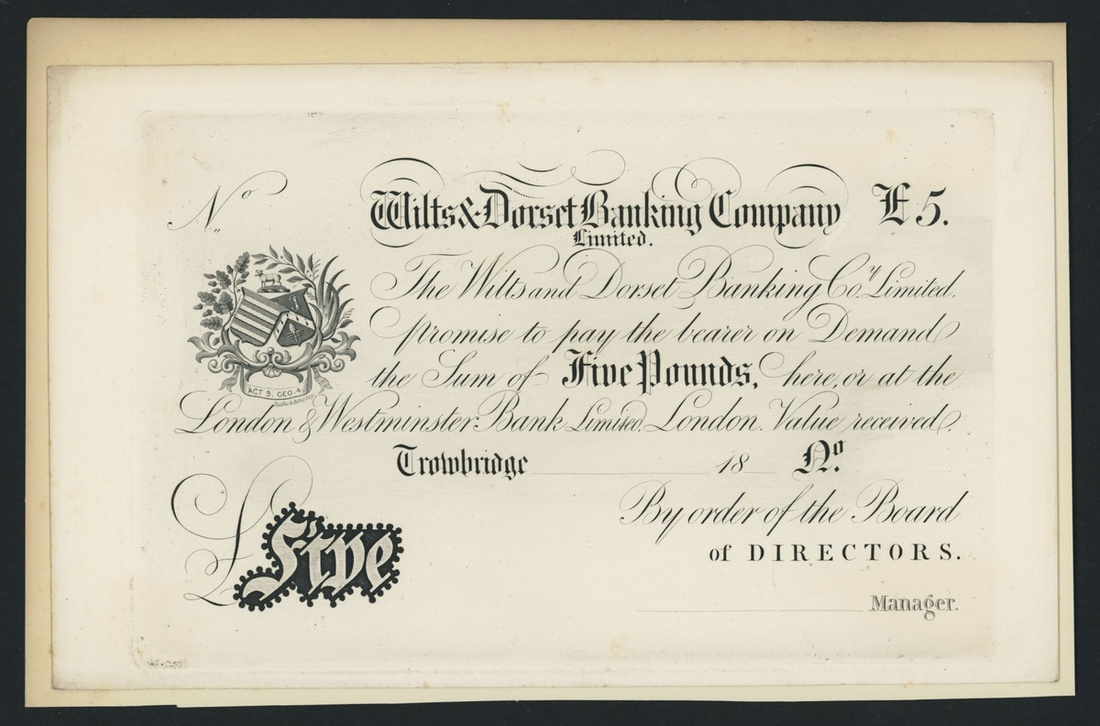 No
Wilts & Dorset Banking Company £5.
Limited.
The Wilts and Dorset Banking Coy. Limited.
promise to pay the bearer on Demand
the Sum of Five Pounds, here, or at the
London & Westminster Bank Limited, London. Value received.
ACT 9. GEO. 4
Trowbridge 18 No.
£ Five
By order of the Board
of DIRECTORS.
Manager.